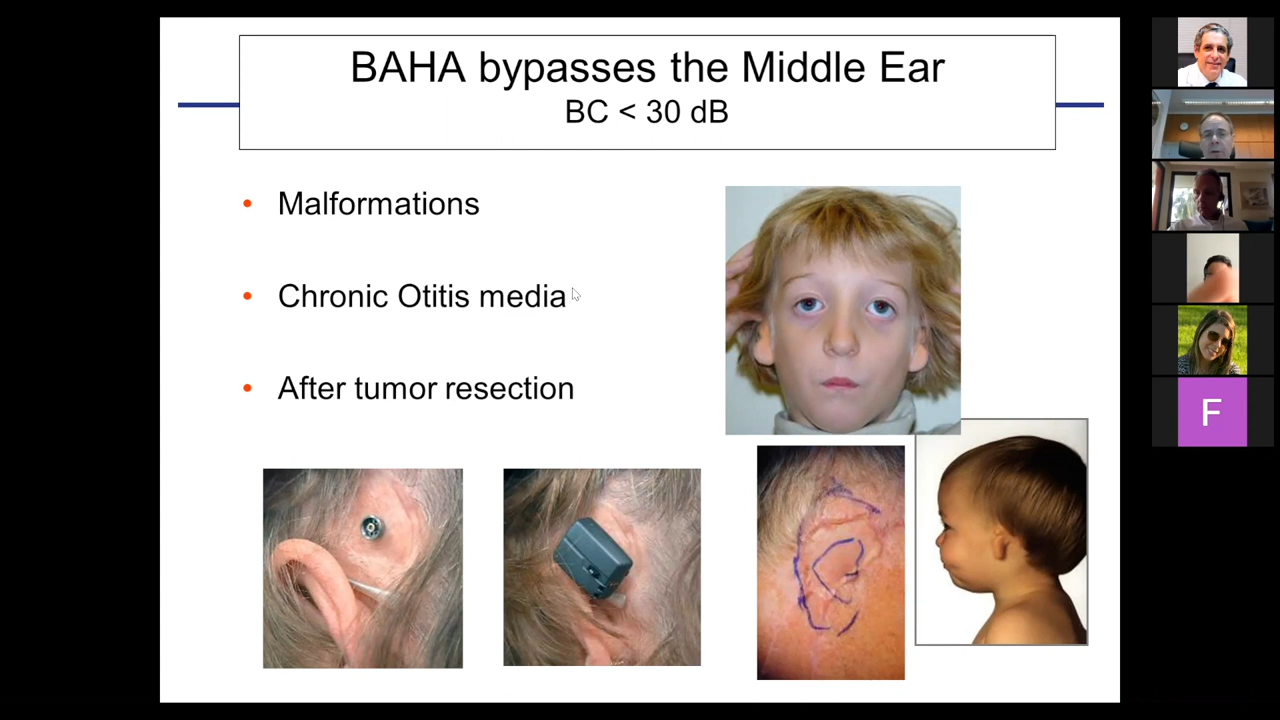 BAHA bypasses the Middle Ear
BC < 30 dB
• Malformations
• Chronic Otitis media
• After tumor resection
F